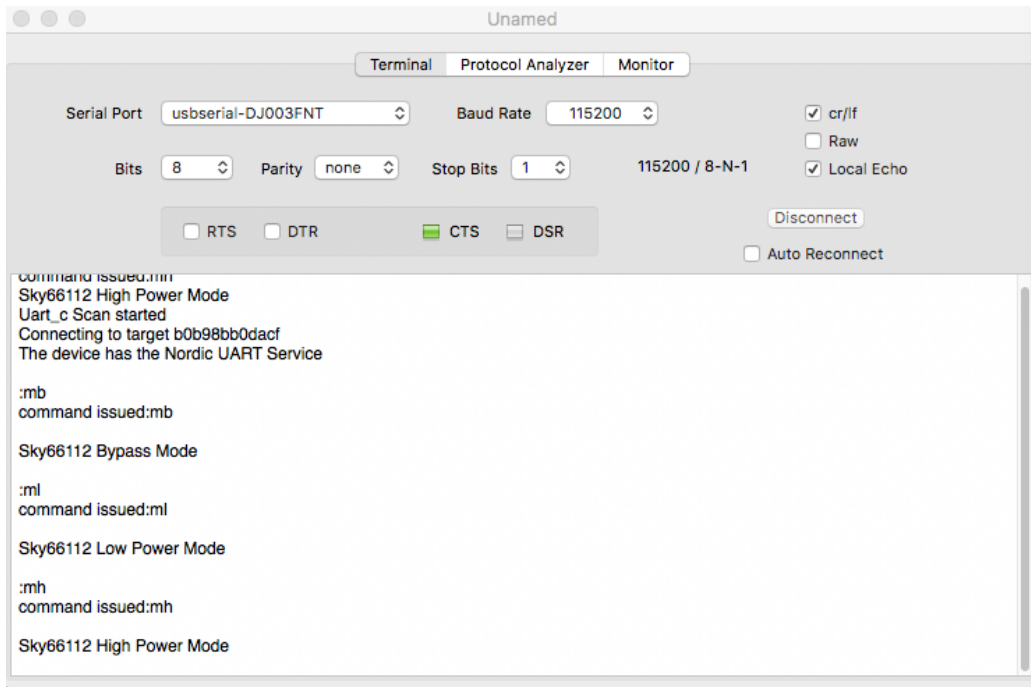 Unamed
Terminal Protocol Analyzer Monitor
Serial Port usbserial-DJ003FNT Baud Rate 115200 cr/lf
Raw
Bits 8 Parity none Stop Bits 1 115200 / 8-N-1 Local Echo
Disconnect
RTS DTR CTS DSR
Auto Reconnect
command issued:mh
Sky66112 High Power Mode
Uart_c Scan started
Connecting to target b0b98bb0dacf
The device has the Nordic UART Service
:mb
command issued:mb
Sky66112 Bypass Mode
:ml
command issued:ml
Sky66112 Low Power Mode
:mh
command issued:mh
Sky66112 High Power Mode